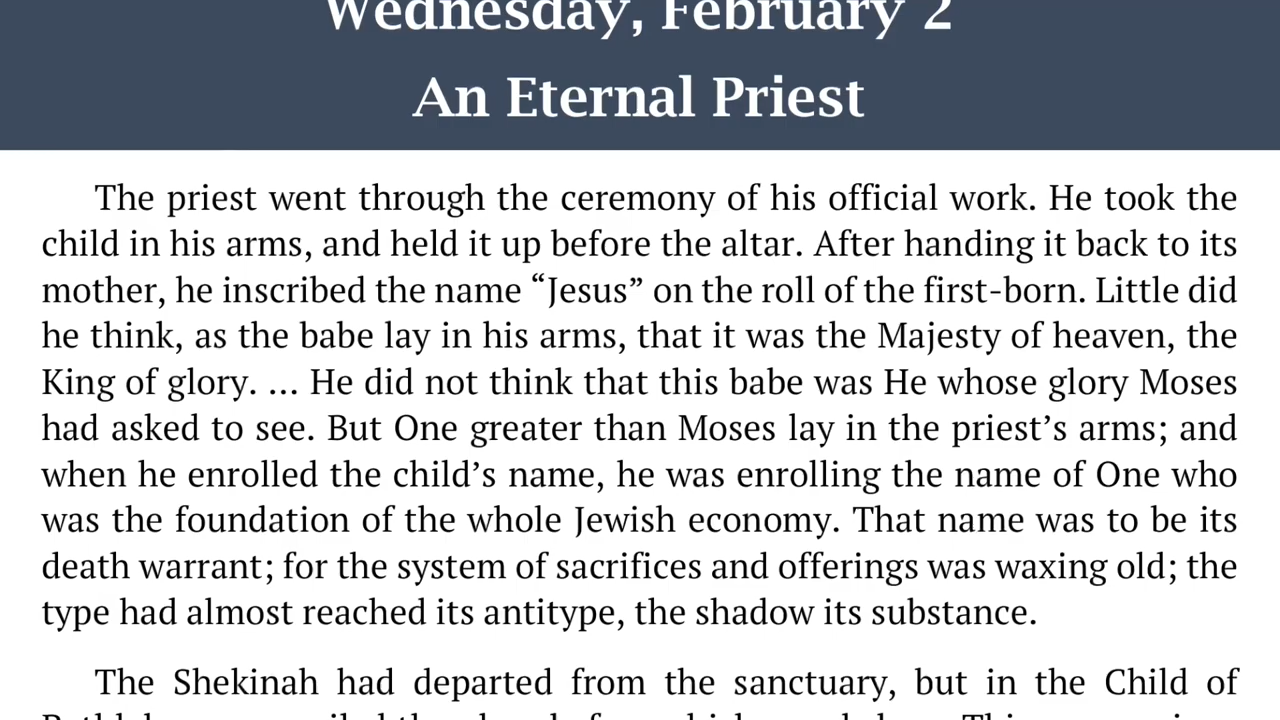 Wednesday, February 2
An Eternal Priest
The priest went through the ceremony of his official work. He took the
child in his arms, and held it up before the altar. After handing it back to its
mother, he inscribed the name “Jesus” on the roll of the first-born. Little did
he think, as the babe lay in his arms, that it was the Majesty of heaven, the
King of glory. … He did not think that this babe was He whose glory Moses
had asked to see. But One greater than Moses lay in the priest’s arms; and
when he enrolled the child’s name, he was enrolling the name of One who
was the foundation of the whole Jewish economy. That name was to be its
death warrant; for the system of sacrifices and offerings was waxing old; the
type had almost reached its antitype, the shadow its substance.
The Shekinah had departed from the sanctuary, but in the Child of